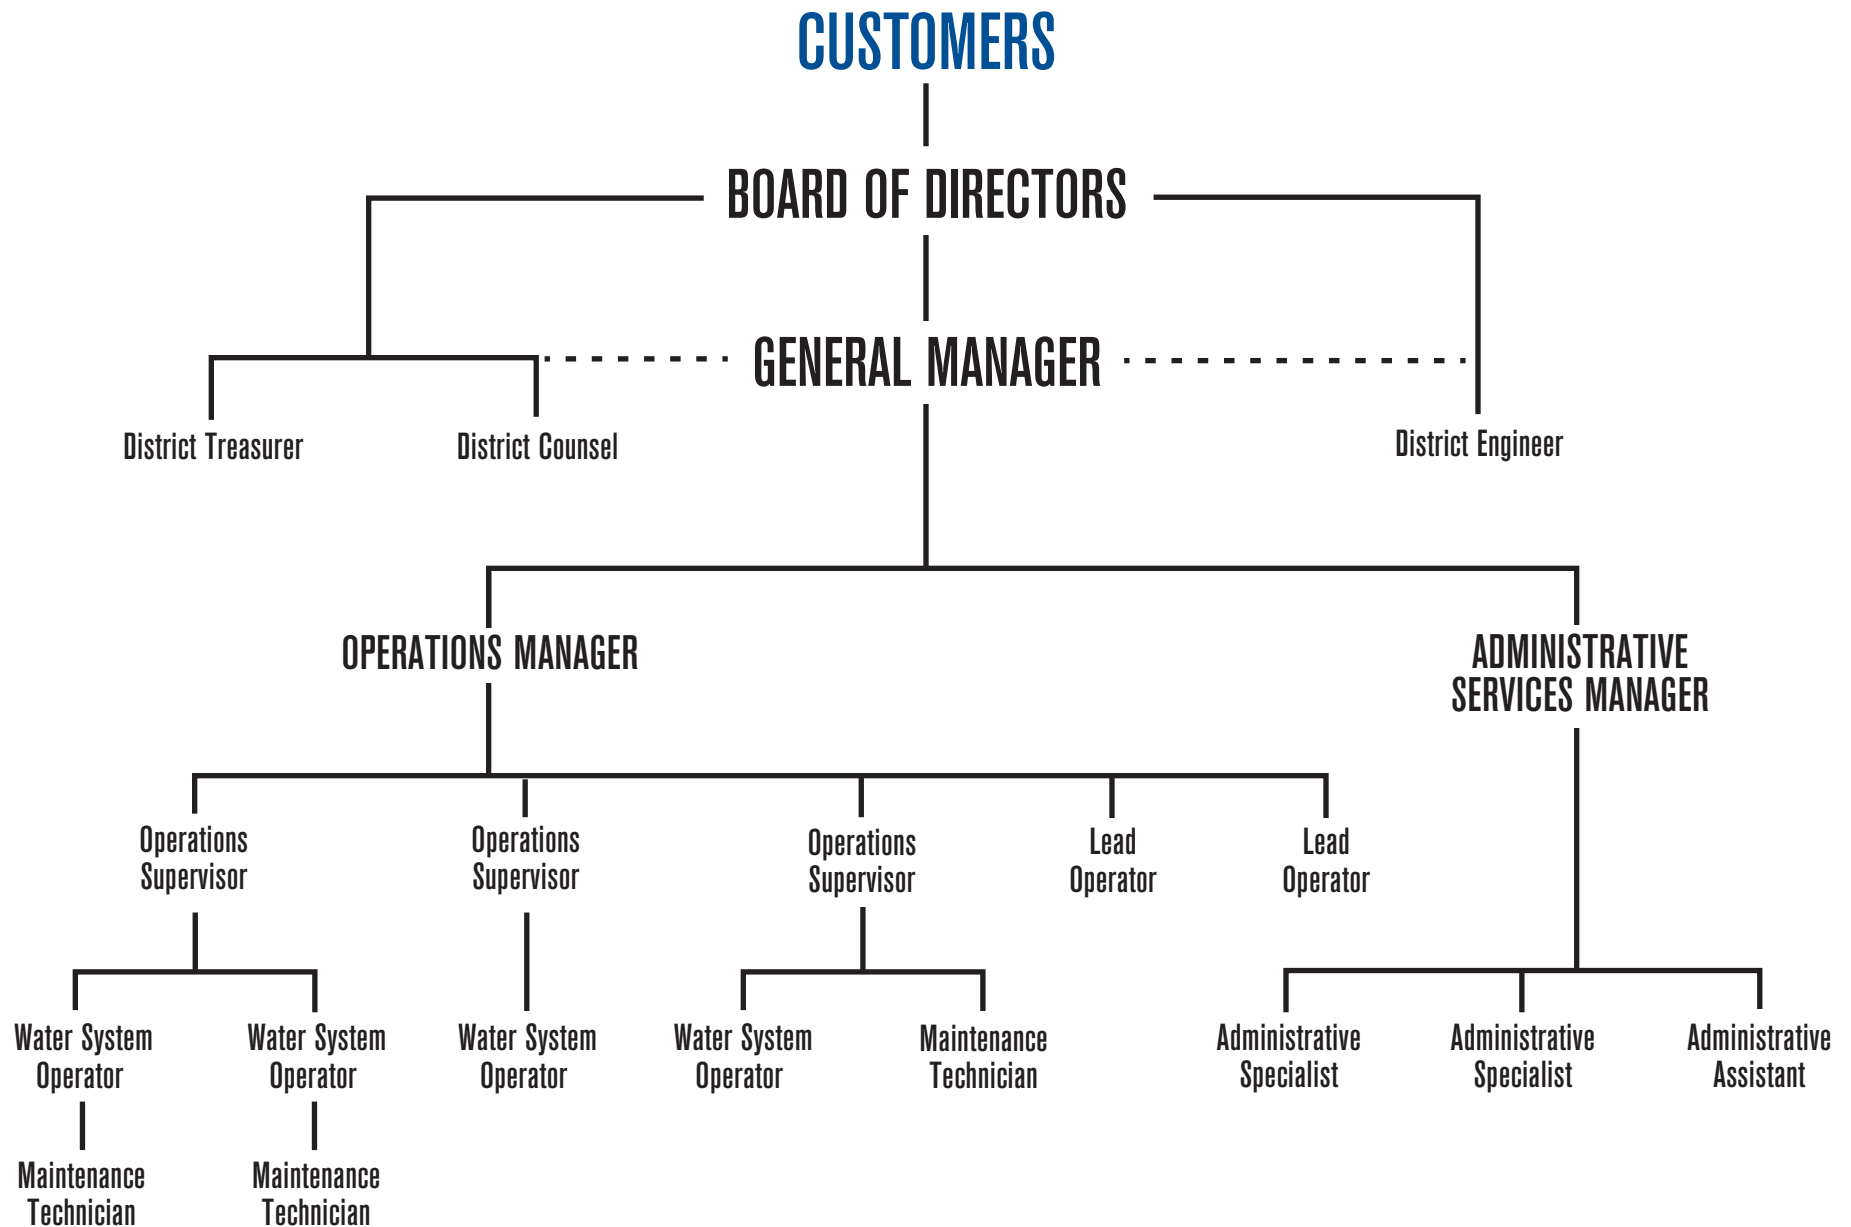 CUSTOMERS
BOARD OF DIRECTORS
GENERAL MANAGER
District Treasurer
District Counsel
District Engineer
OPERATIONS MANAGER
ADMINISTRATIVE
SERVICES MANAGER
Operations
Supervisor
Operations
Supervisor
Operations
Supervisor
Lead
Operator
Lead
Operator
Water System
Operator
Water System
Operator
Water System
Operator
Water System
Operator
Maintenance
Technician
Administrative
Specialist
Administrative
Specialist
Administrative
Assistant
Maintenance
Technician
Maintenance
Technician